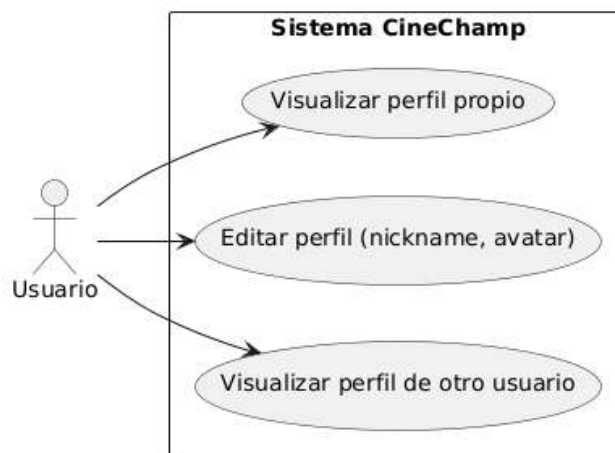 Sistema CineChamp
Visualizar perfil propio
Editar perfil (nickname, avatar)
Usuario
Visualizar perfil de otro usuario